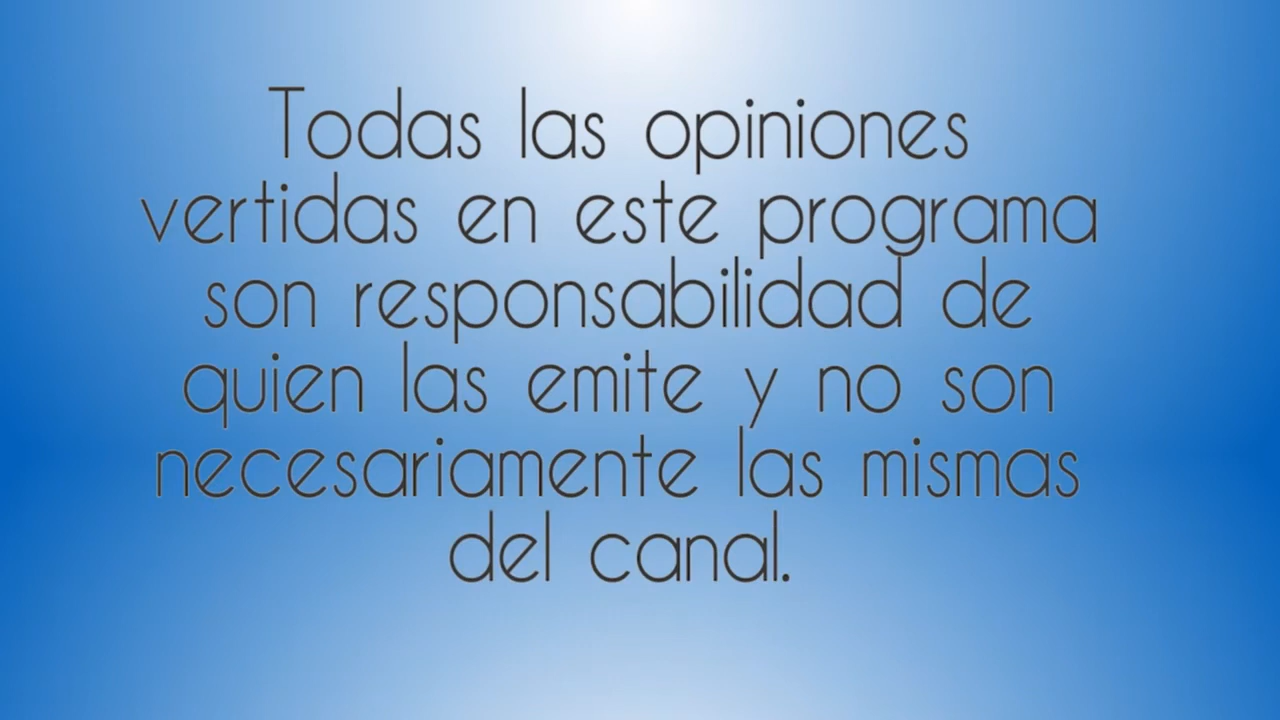 Todas las opiniones
vertidas en este programa
son responsabilidad de
quien las emite y no son
necesariamente las mismas
del canal.